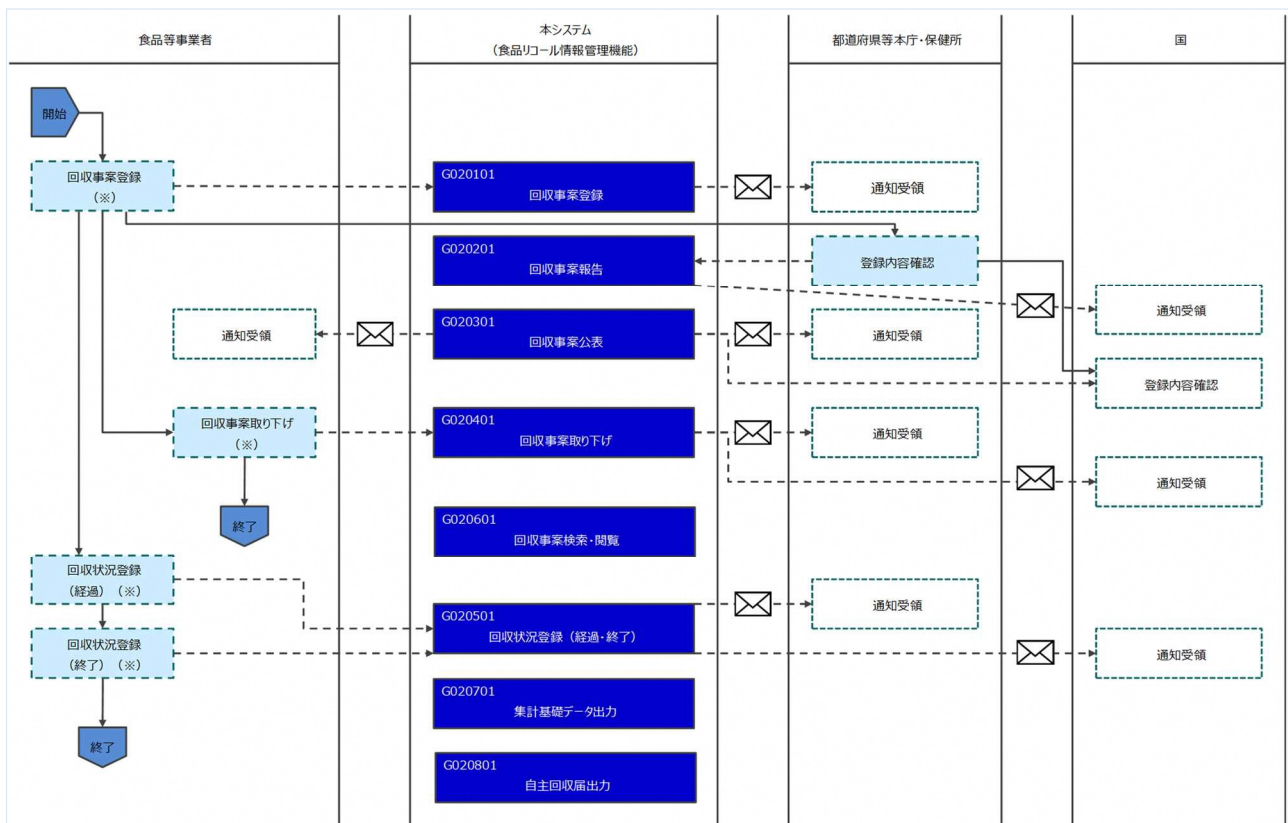 食品等事業者
本システム
（食品リコール情報管理機能）
都道府県等本庁・保健所
国
開始
回収事案登録
（※）
G020101
回収事案登録
通知受領
G020201
回収事案報告
登録内容確認
通知受領
通知受領
G020301
回収事案公表
通知受領
登録内容確認
回収事案取り下げ
（※）
G020401
回収事案取り下げ
通知受領
通知受領
終了
G020601
回収事案検索・閲覧
回収状況登録
（経過）（※）
G020501
回収状況登録（経過・終了）
通知受領
回収状況登録
（終了）（※）
通知受領
G020701
集計基礎データ出力
終了
G020801
自主回収届出力